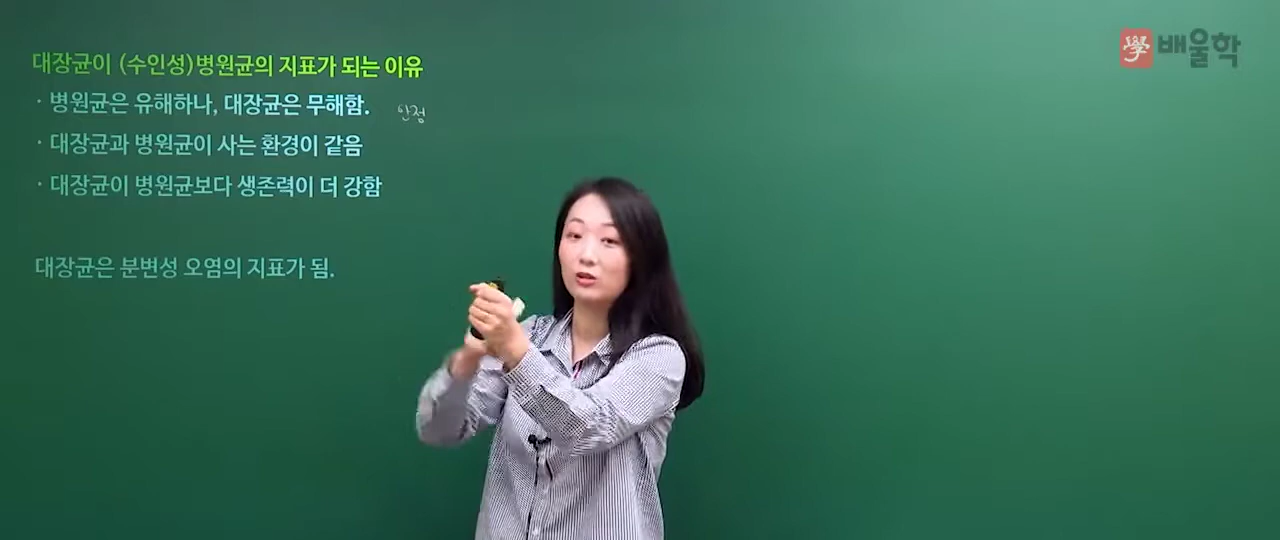 대장균이 (수인성)병원균의 지표가 되는 이유
· 병원균은 유해하나, 대장균은 무해함. 안정
· 대장균과 병원균이 사는 환경이 같음
· 대장균이 병원균보다 생존력이 더 강함
대장균은 분변성 오염의 지표가 됨.
學 배울학